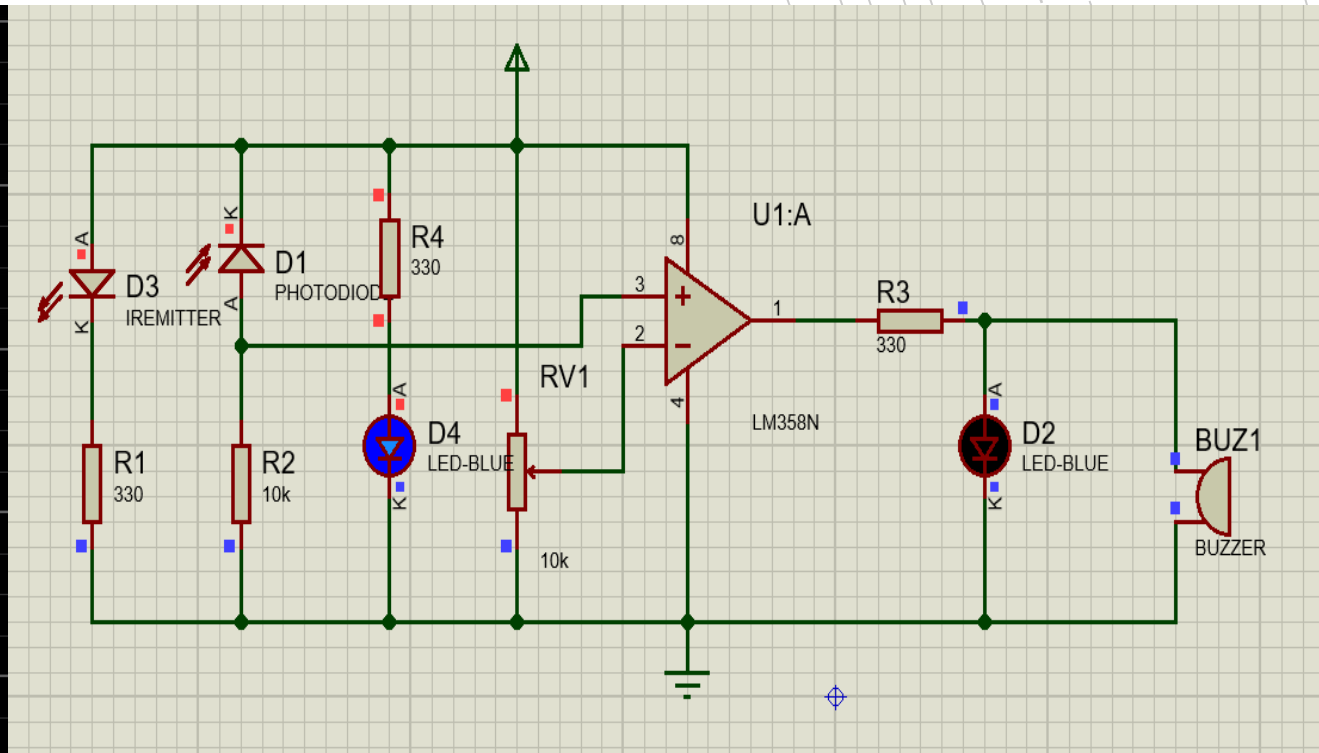 U1:A
K
8
A
D1
PHOTODIOD
R4
330
D3
IREMITTER
K
A
3
2
1
R3
330
RV1
4
LM358N
R1
330
R2
10k
A
D4
LED-BLUE
K
10k
A
D2
LED-BLUE
K
BUZ1
BUZZER